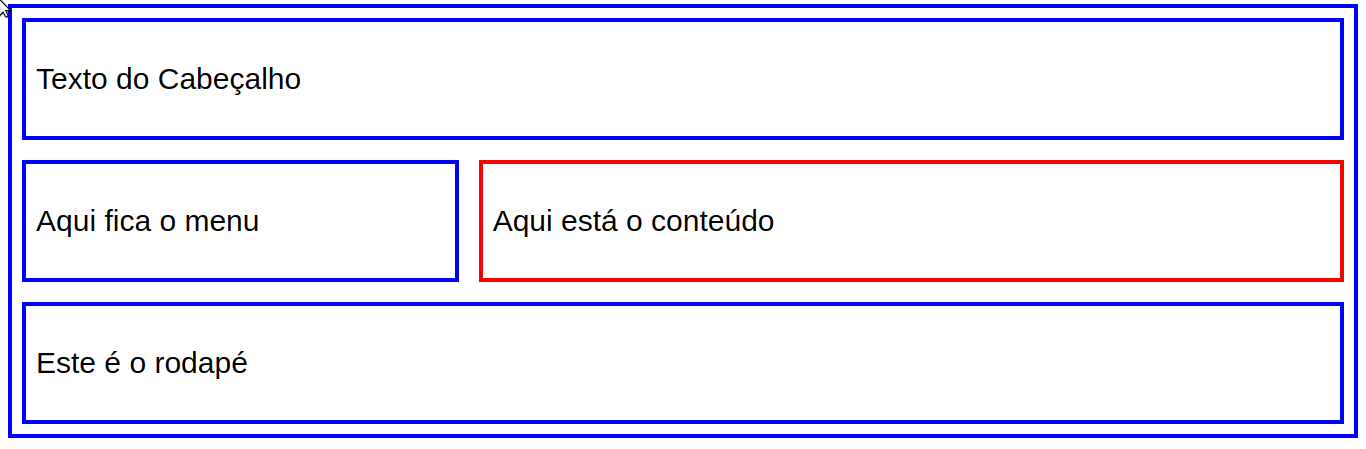 Texto do Cabeçalho
Aqui fica o menu
Aqui está o conteúdo
Este é o rodapé